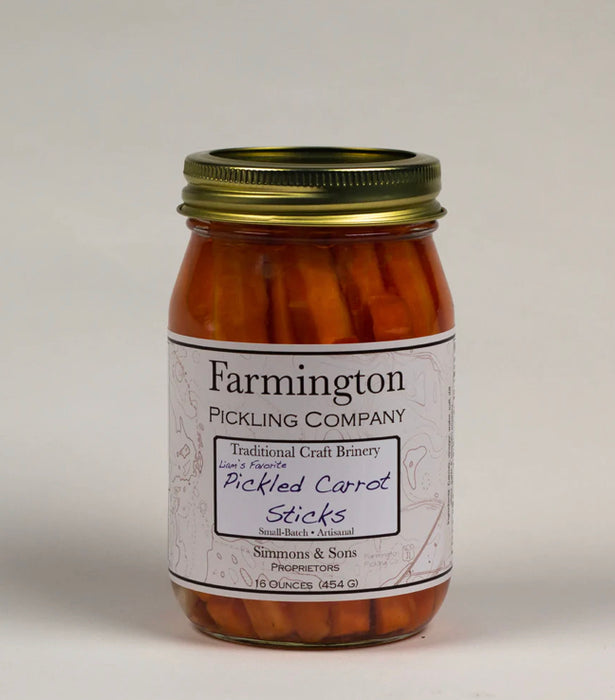 Farmington
PICKLING COMPANY
Traditional Craft Brinery
Liam's Favorite
Pickled Carrot
Sticks
Small-Batch • Artisanal
Simmons & Sons
PROPRIETORS
16 OUNCES (454 G)
Farmington